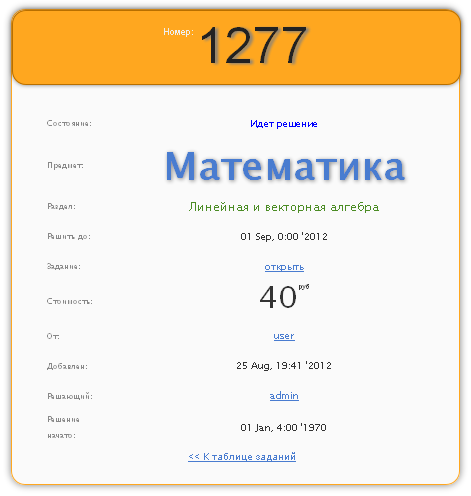 Номер: 1277
Состояние: Идет решение
Предмет: Математика
Раздел: Линейная и векторная алгебра
Решить до: 01 Sep, 0:00 '2012
Задание: открыть
Стоимость: 40 руб
От: user
Добавлен: 25 Aug, 19:41 '2012
Решающий: admin
Решение
начато: 01 Jan, 4:00 '1970
<< К таблице заданий